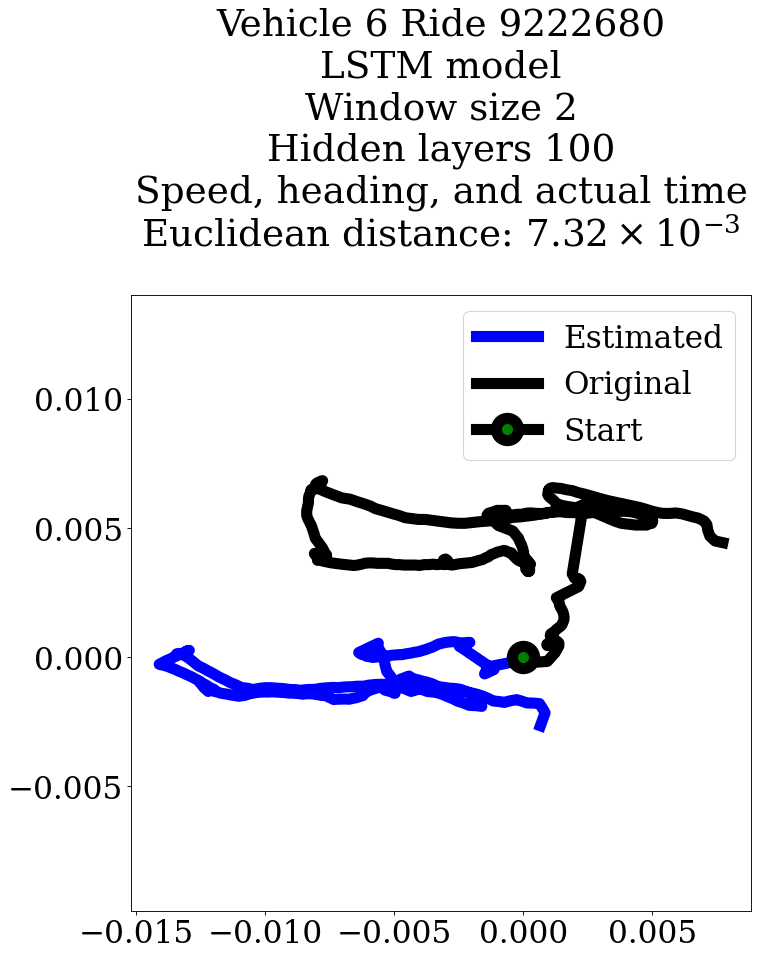 Vehicle 6 Ride 9222680
LSTM model
Window size 2
Hidden layers 100
Speed, heading, and actual time
Euclidean distance: 7.32 × 10⁻³
Estimated
Original
Start
0.010
0.005
0.000
−0.005
−0.015 −0.010 −0.005 0.000 0.005